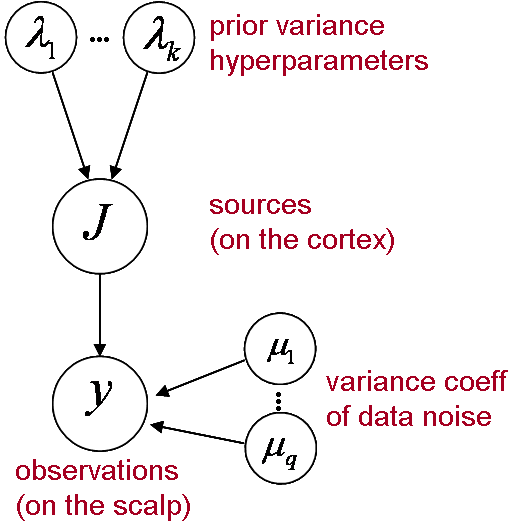 λ₁ ... λₖ
prior variance
hyperparameters
J
sources
(on the cortex)
μ₁
y
variance coeff
of data noise
μ_q
observations
(on the scalp)